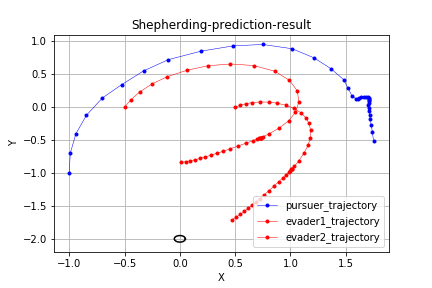 Shepherding-prediction-result
1.0
0.5
0.0
−0.5
−1.0
−1.5
−2.0
Y
pursuer_trajectory
evader1_trajectory
evader2_trajectory
−1.0 −0.5 0.0 0.5 1.0 1.5
X